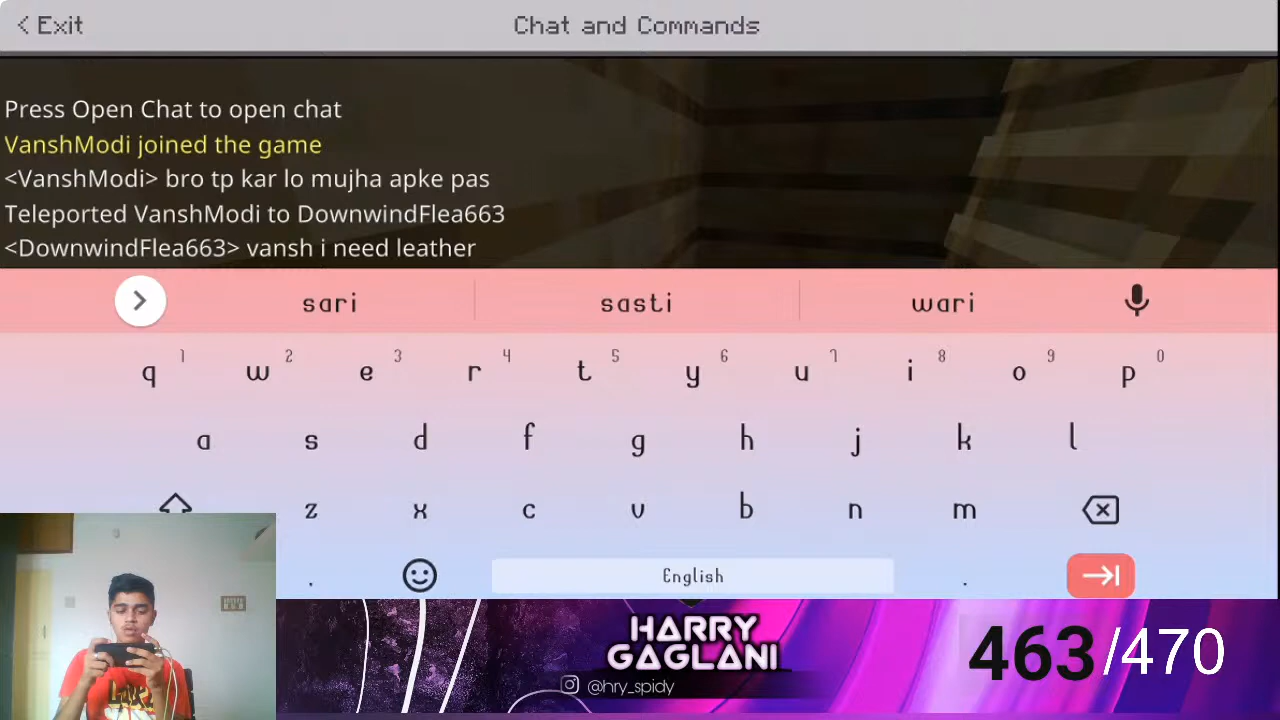 < Exit
Chat and Commands
Press Open Chat to open chat
VanshModi joined the game
<VanshModi> bro tp kar lo mujha apke pas
Teleported VanshModi to DownwindFlea663
<DownwindFlea663> vansh i need leather
sari sasti wari
1 2 3 4 5 6 7 8 9 0
q w e r t y u i o p
a s d f g h j k l
z x c v b n m
. English .
HARRY
GAGLANI
@hry_spidy
463/470